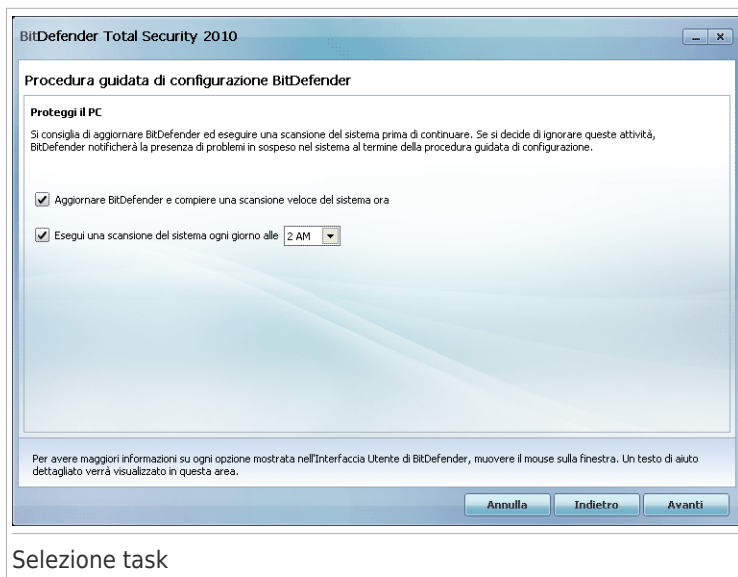 BitDefender Total Security 2010
Procedura guidata di configurazione BitDefender
Proteggi il PC
Si consiglia di aggiornare BitDefender ed eseguire una scansione del sistema prima di continuare. Se si decide di ignorare queste attività,
BitDefender notificherà la presenza di problemi in sospeso nel sistema al termine della procedura guidata di configurazione.
Aggiornare BitDefender e compiere una scansione veloce del sistema ora
Esegui una scansione del sistema ogni giorno alle 2 AM
Per avere maggiori informazioni su ogni opzione mostrata nell'Interfaccia Utente di BitDefender, muovere il mouse sulla finestra. Un testo di aiuto
dettagliato verrà visualizzato in questa area.
Annulla Indietro Avanti
Selezione task